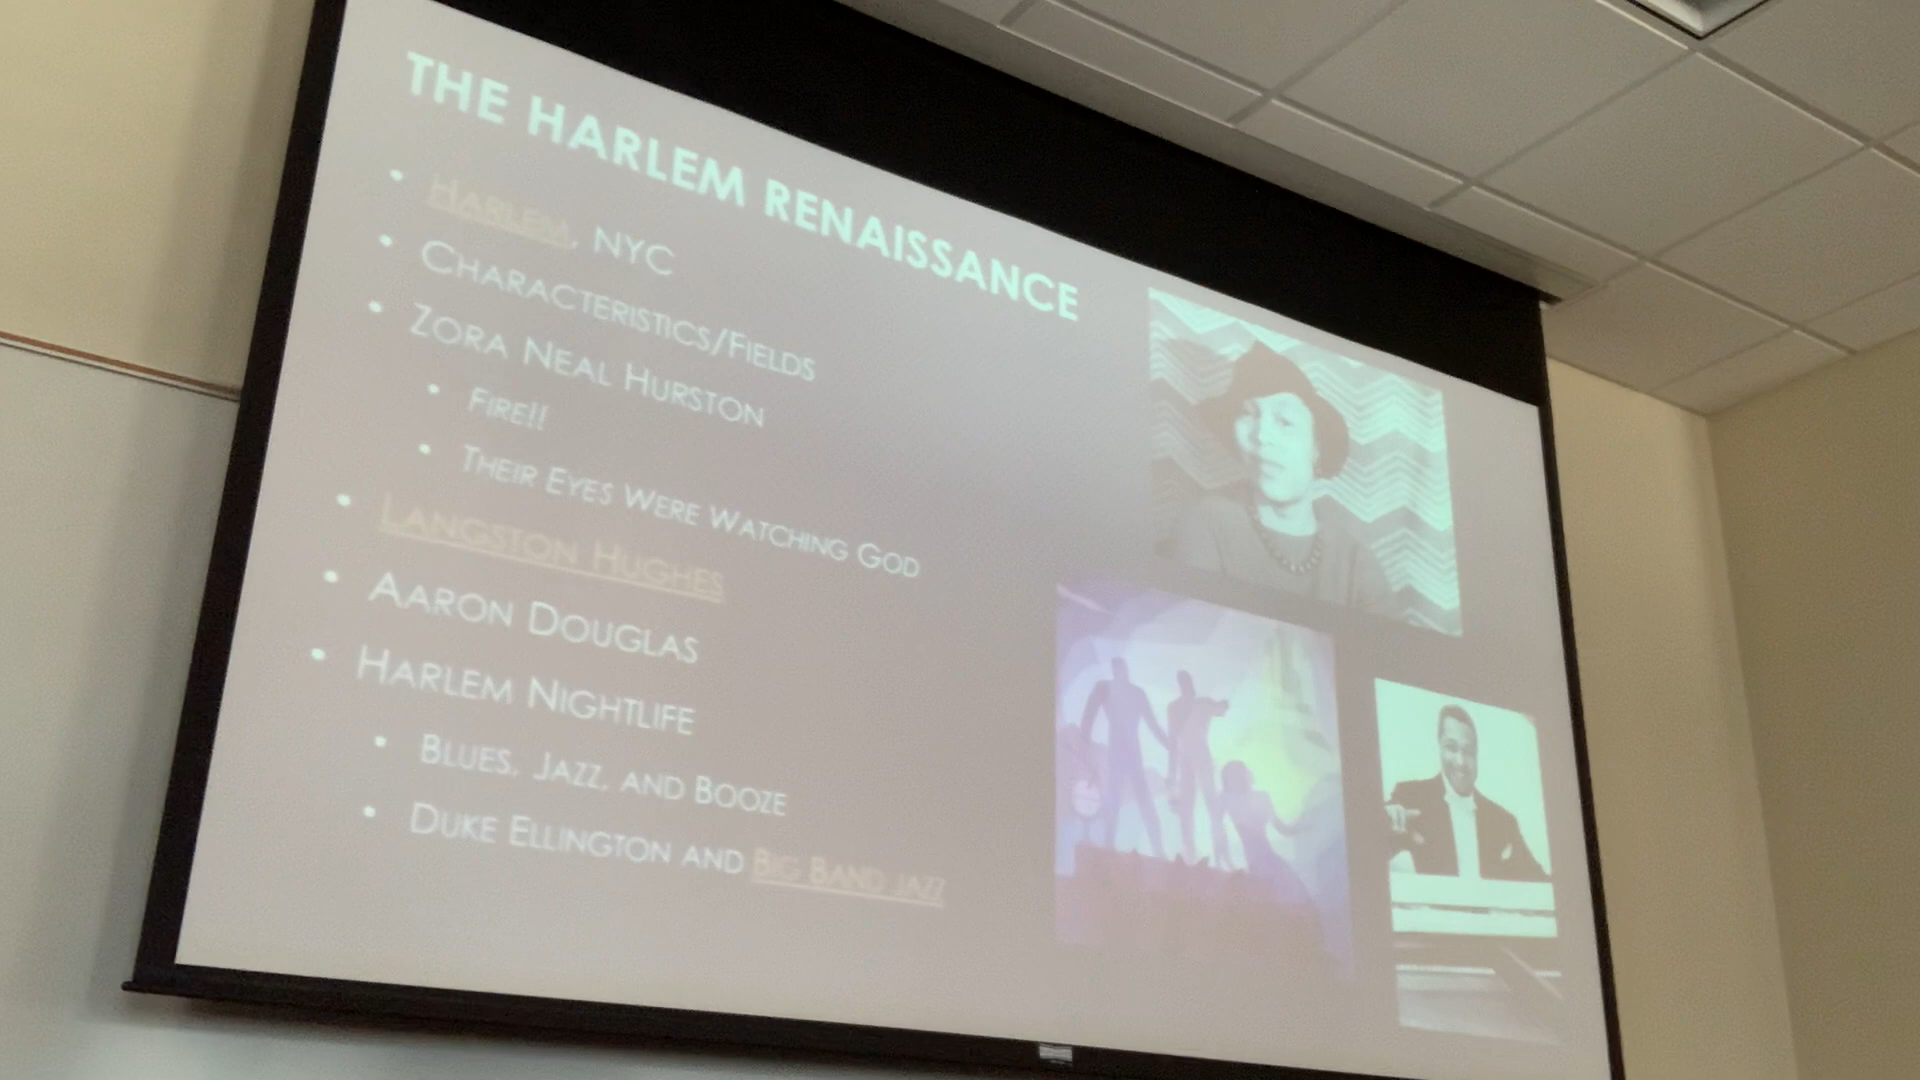 THE HARLEM RENAISSANCE
• HARLEM, NYC
• CHARACTERISTICS/FIELDS
• ZORA NEAL HURSTON
• FIRE!!
• THEIR EYES WERE WATCHING GOD
• LANGSTON HUGHES
• AARON DOUGLAS
• HARLEM NIGHTLIFE
• BLUES, JAZZ, AND BOOZE
• DUKE ELLINGTON AND BIG BAND JAZZ